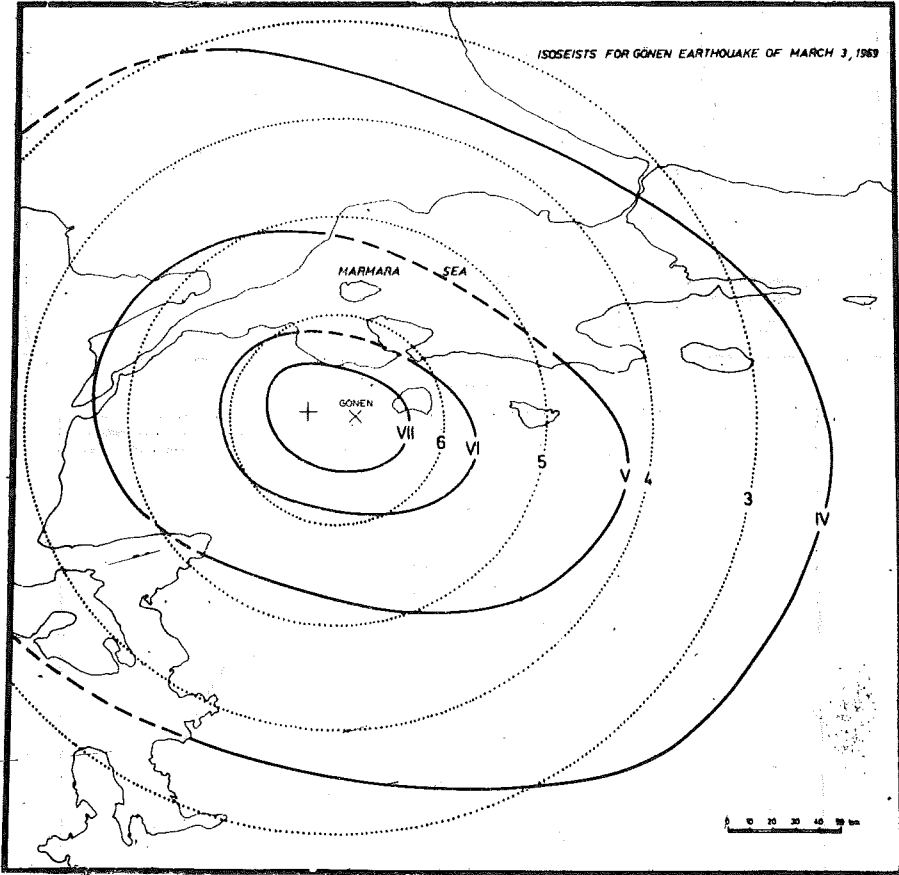 ISOSEISTS FOR GÖNEN EARTHOUAKE OF MARCH 3, 1969
MARMARA SEA
GÖNEN
VII
6
VI
5
V
4
3
IV
0 10 20 30 40 50 km